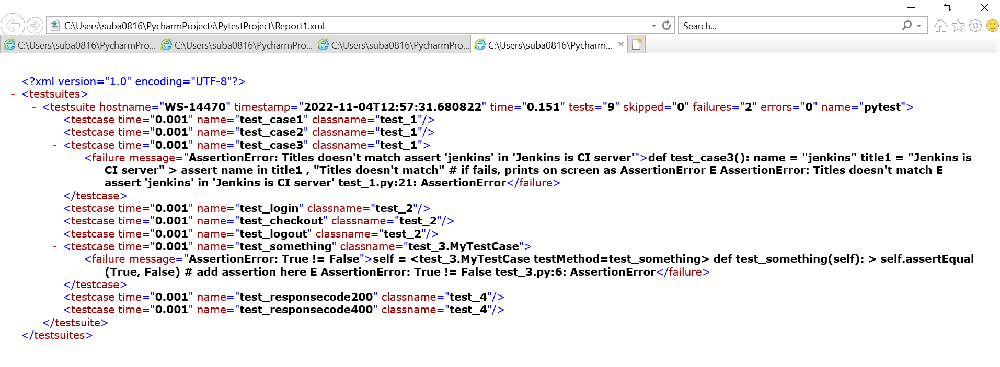 C:\Users\suba0816\PycharmProjects\PytestProject\Report1.xml
Search...
C:\Users\suba0816\PycharmPro...
C:\Users\suba0816\PycharmPro...
C:\Users\suba0816\PycharmPro...
C:\Users\suba0816\Pycharm...
<?xml version="1.0" encoding="UTF-8"?>
- <testsuites>
- <testsuite hostname="WS-14470" timestamp="2022-11-04T12:57:31.680822" time="0.151" tests="9" skipped="0" failures="2" errors="0" name="pytest">
<testcase time="0.001" name="test_case1" classname="test_1"/>
<testcase time="0.001" name="test_case2" classname="test_1"/>
- <testcase time="0.001" name="test_case3" classname="test_1">
<failure message="AssertionError: Titles doesn't match assert 'jenkins' in 'Jenkins is CI server'">def test_case3(): name = "jenkins" title1 = "Jenkins is
CI server" > assert name in title1 , "Titles doesn't match" # if fails, prints on screen as AssertionError E AssertionError: Titles doesn't match E
assert 'jenkins' in 'Jenkins is CI server' test_1.py:21: AssertionError</failure>
</testcase>
<testcase time="0.001" name="test_login" classname="test_2"/>
<testcase time="0.001" name="test_checkout" classname="test_2"/>
<testcase time="0.001" name="test_logout" classname="test_2"/>
- <testcase time="0.001" name="test_something" classname="test_3.MyTestCase">
<failure message="AssertionError: True != False">self = <test_3.MyTestCase testMethod=test_something> def test_something(self): > self.assertEqual
(True, False) # add assertion here E AssertionError: True != False test_3.py:6: AssertionError</failure>
</testcase>
<testcase time="0.001" name="test_responsecode200" classname="test_4"/>
<testcase time="0.001" name="test_responsecode400" classname="test_4"/>
</testsuite>
</testsuites>